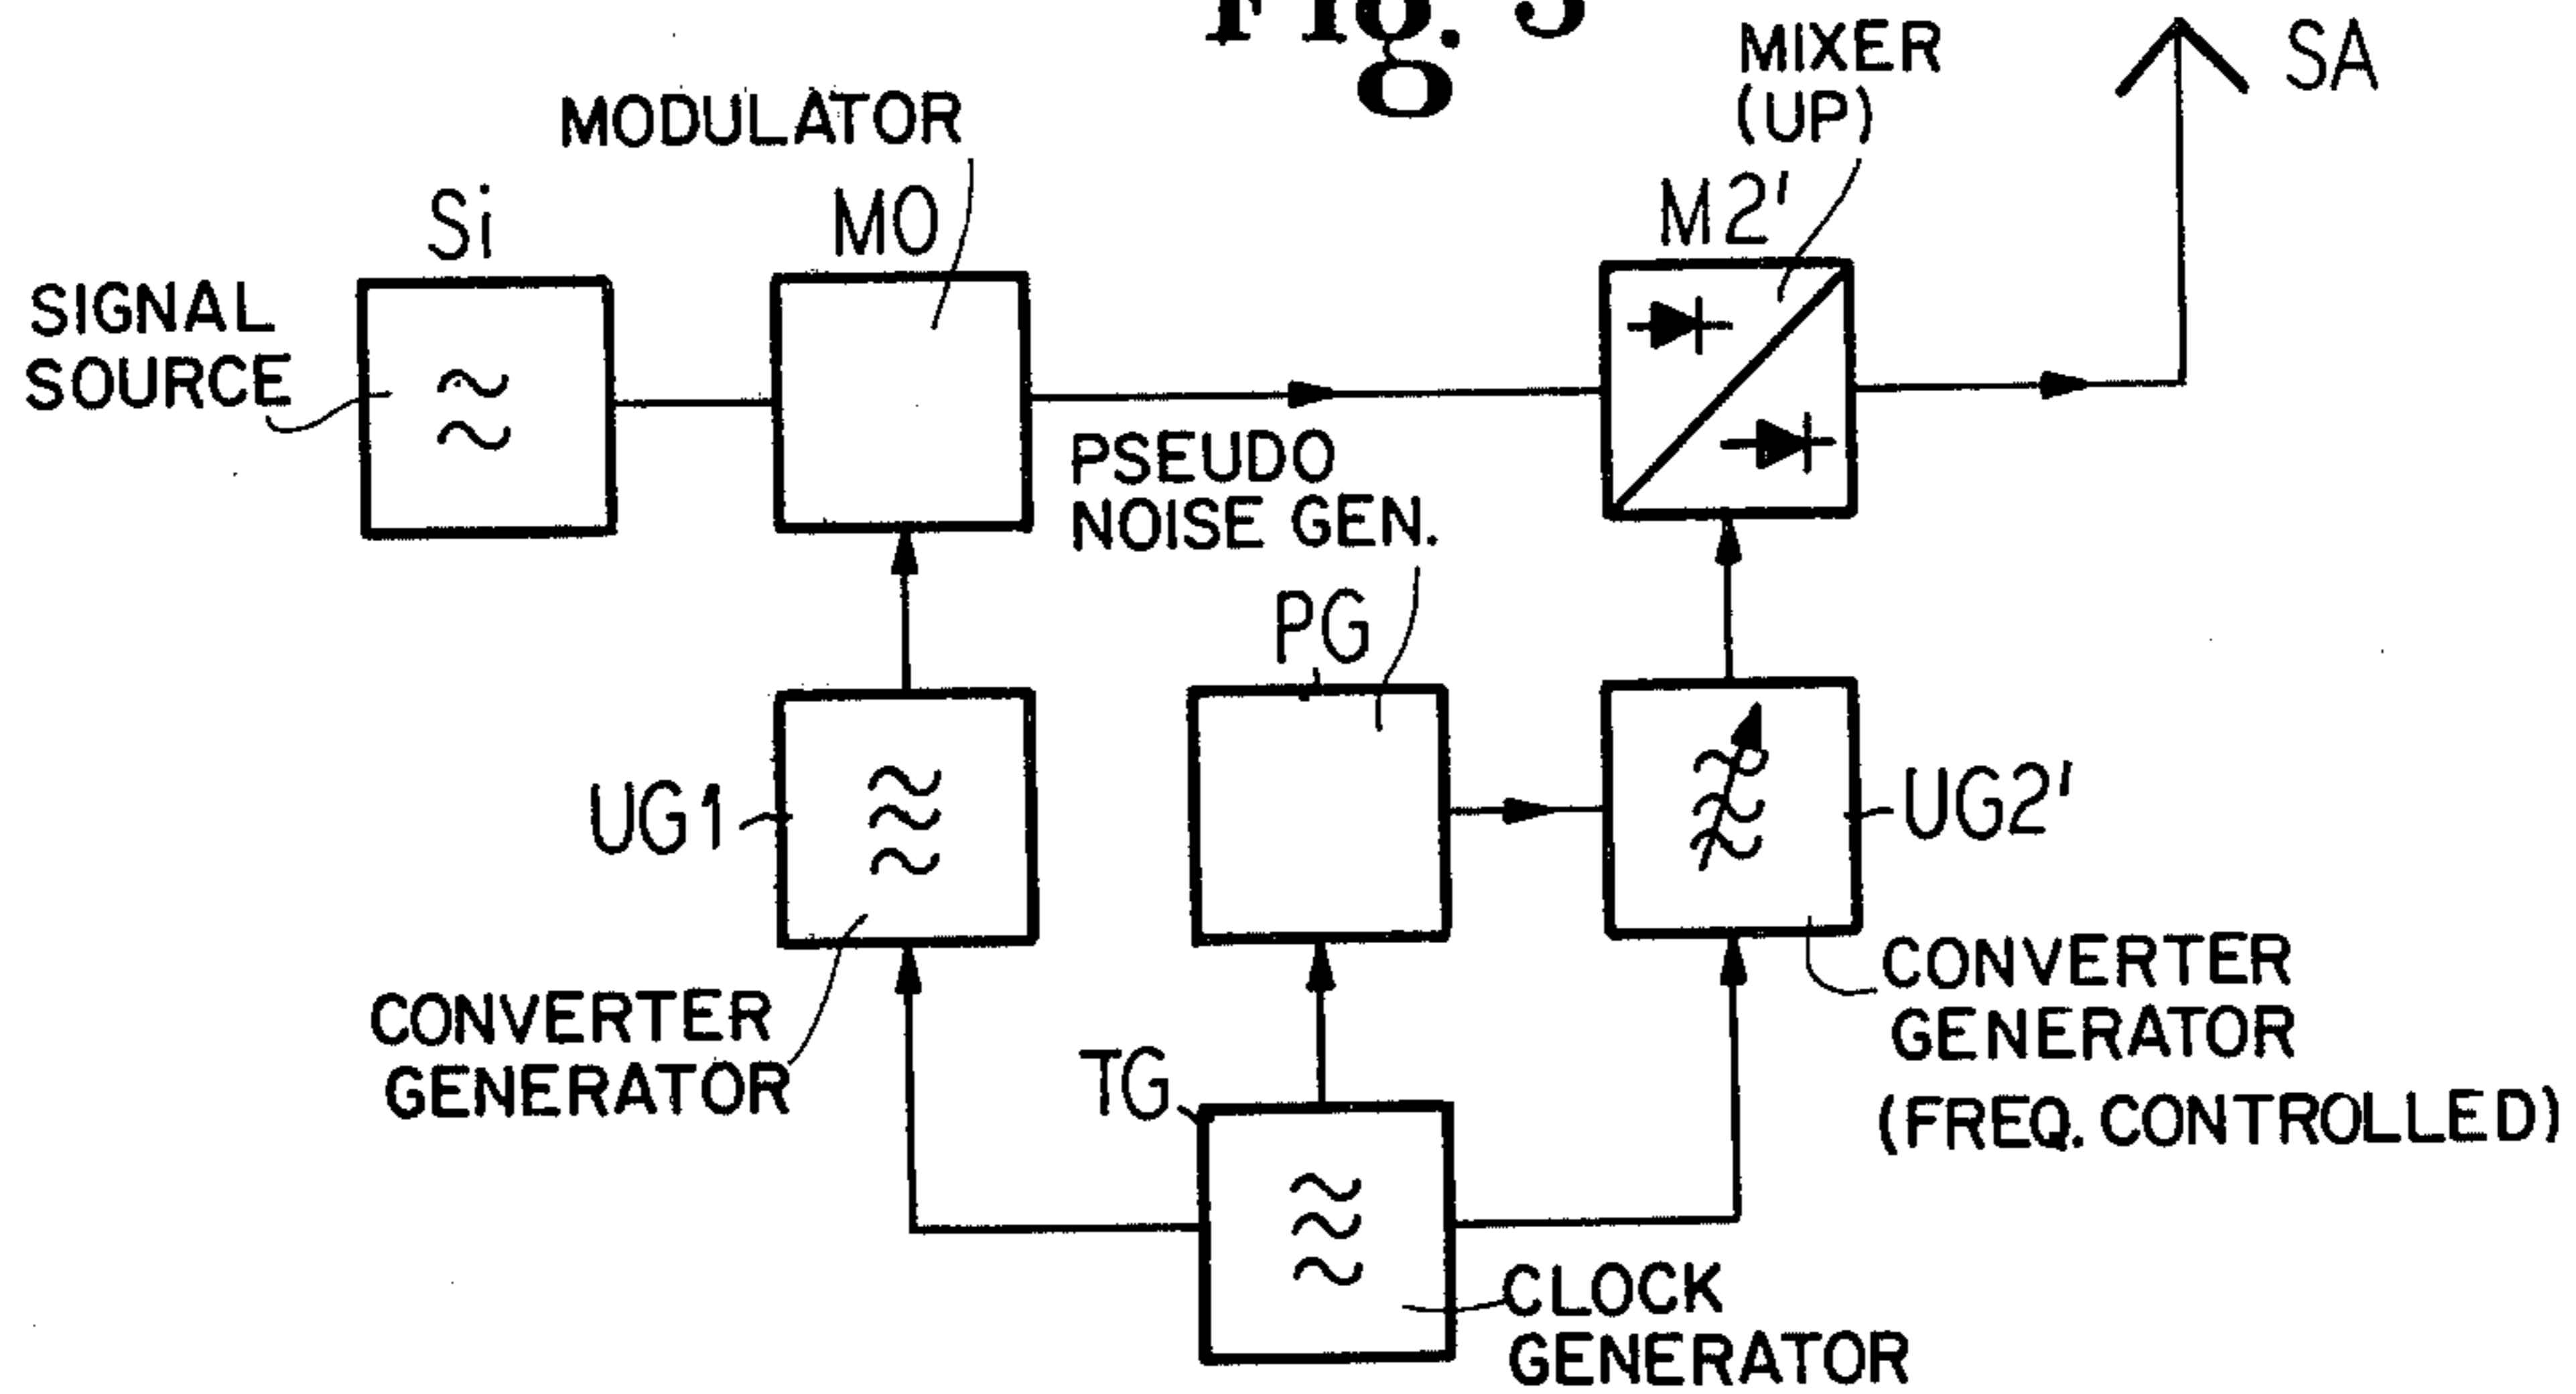 Fig. 3
MIXER
(UP)
SA
MODULATOR
Si
MO
M2'
SIGNAL
SOURCE
PSEUDO
NOISE GEN.
PG
UG1
UG2'
CONVERTER
GENERATOR
CONVERTER
GENERATOR
(FREQ. CONTROLLED)
TG
CLOCK
GENERATOR